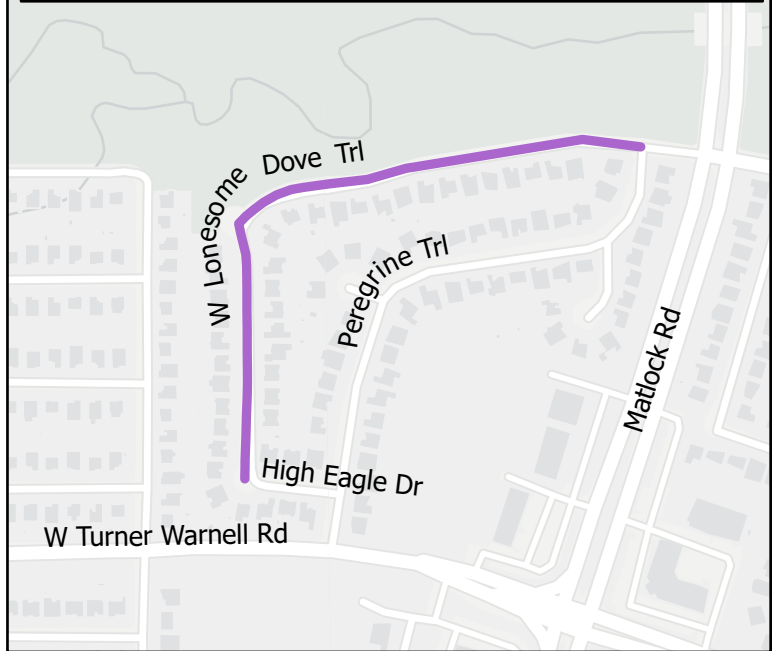 W Lonesome Dove Trl
Peregrine Trl
Matlock Rd
High Eagle Dr
W Turner Warnell Rd